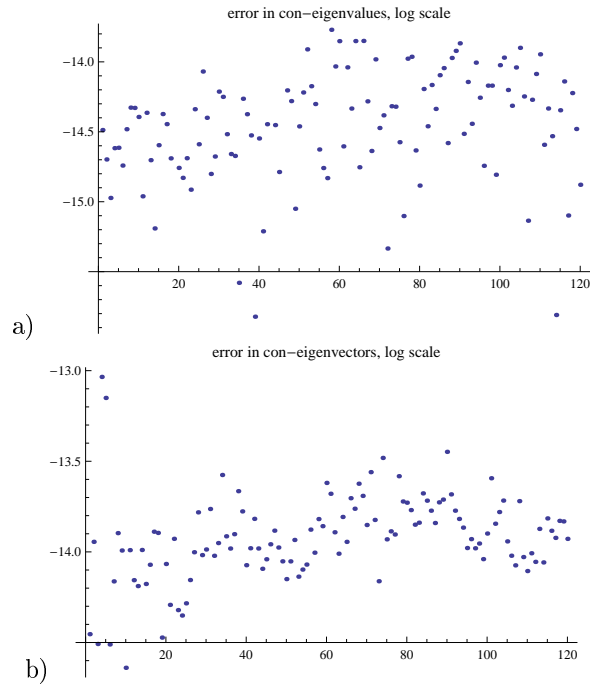 error in con−eigenvalues, log scale
−14.0
−14.5
−15.0
20 40 60 80 100 120
a)
error in con−eigenvectors, log scale
−13.0
−13.5
−14.0
20 40 60 80 100 120
b)